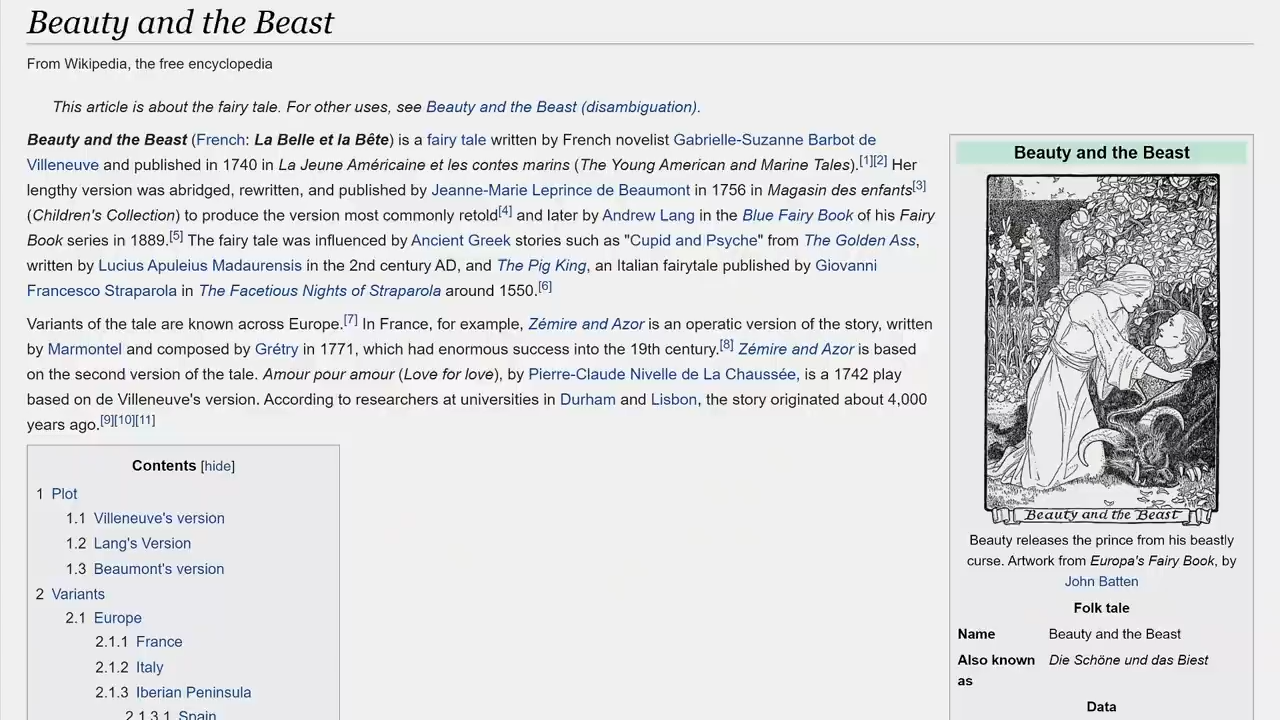 Beauty and the Beast
From Wikipedia, the free encyclopedia
This article is about the fairy tale. For other uses, see Beauty and the Beast (disambiguation).
Beauty and the Beast (French: La Belle et la Bête) is a fairy tale written by French novelist Gabrielle-Suzanne Barbot de
Villeneuve and published in 1740 in La Jeune Américaine et les contes marins (The Young American and Marine Tales).[1][2] Her
lengthy version was abridged, rewritten, and published by Jeanne-Marie Leprince de Beaumont in 1756 in Magasin des enfants[3]
(Children's Collection) to produce the version most commonly retold[4] and later by Andrew Lang in the Blue Fairy Book of his Fairy
Book series in 1889.[5] The fairy tale was influenced by Ancient Greek stories such as "Cupid and Psyche" from The Golden Ass,
written by Lucius Apuleius Madaurensis in the 2nd century AD, and The Pig King, an Italian fairytale published by Giovanni
Francesco Straparola in The Facetious Nights of Straparola around 1550.[6]
Variants of the tale are known across Europe.[7] In France, for example, Zémire and Azor is an operatic version of the story, written
by Marmontel and composed by Grétry in 1771, which had enormous success into the 19th century.[8] Zémire and Azor is based
on the second version of the tale. Amour pour amour (Love for love), by Pierre-Claude Nivelle de La Chaussée, is a 1742 play
based on de Villeneuve's version. According to researchers at universities in Durham and Lisbon, the story originated about 4,000
years ago.[9][10][11]
Contents [hide]
1 Plot
1.1 Villeneuve's version
1.2 Lang's Version
1.3 Beaumont's version
2 Variants
2.1 Europe
2.1.1 France
2.1.2 Italy
2.1.3 Iberian Peninsula
2.1.3.1 Spain
Beauty and the Beast
Beauty and the Beast
Beauty releases the prince from his beastly
curse. Artwork from Europa's Fairy Book, by
John Batten
Folk tale
Name Beauty and the Beast
Also known Die Schöne und das Biest
as
Data